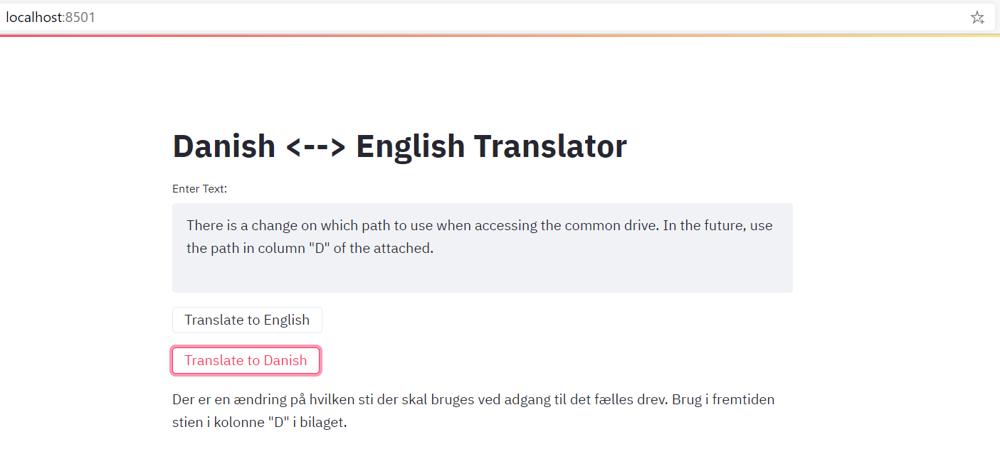 localhost:8501
Danish <--> English Translator
Enter Text:
There is a change on which path to use when accessing the common drive. In the future, use
the path in column "D" of the attached.
Translate to English
Translate to Danish
Der er en ændring på hvilken sti der skal bruges ved adgang til det fælles drev. Brug i fremtiden
stien i kolonne "D" i bilaget.